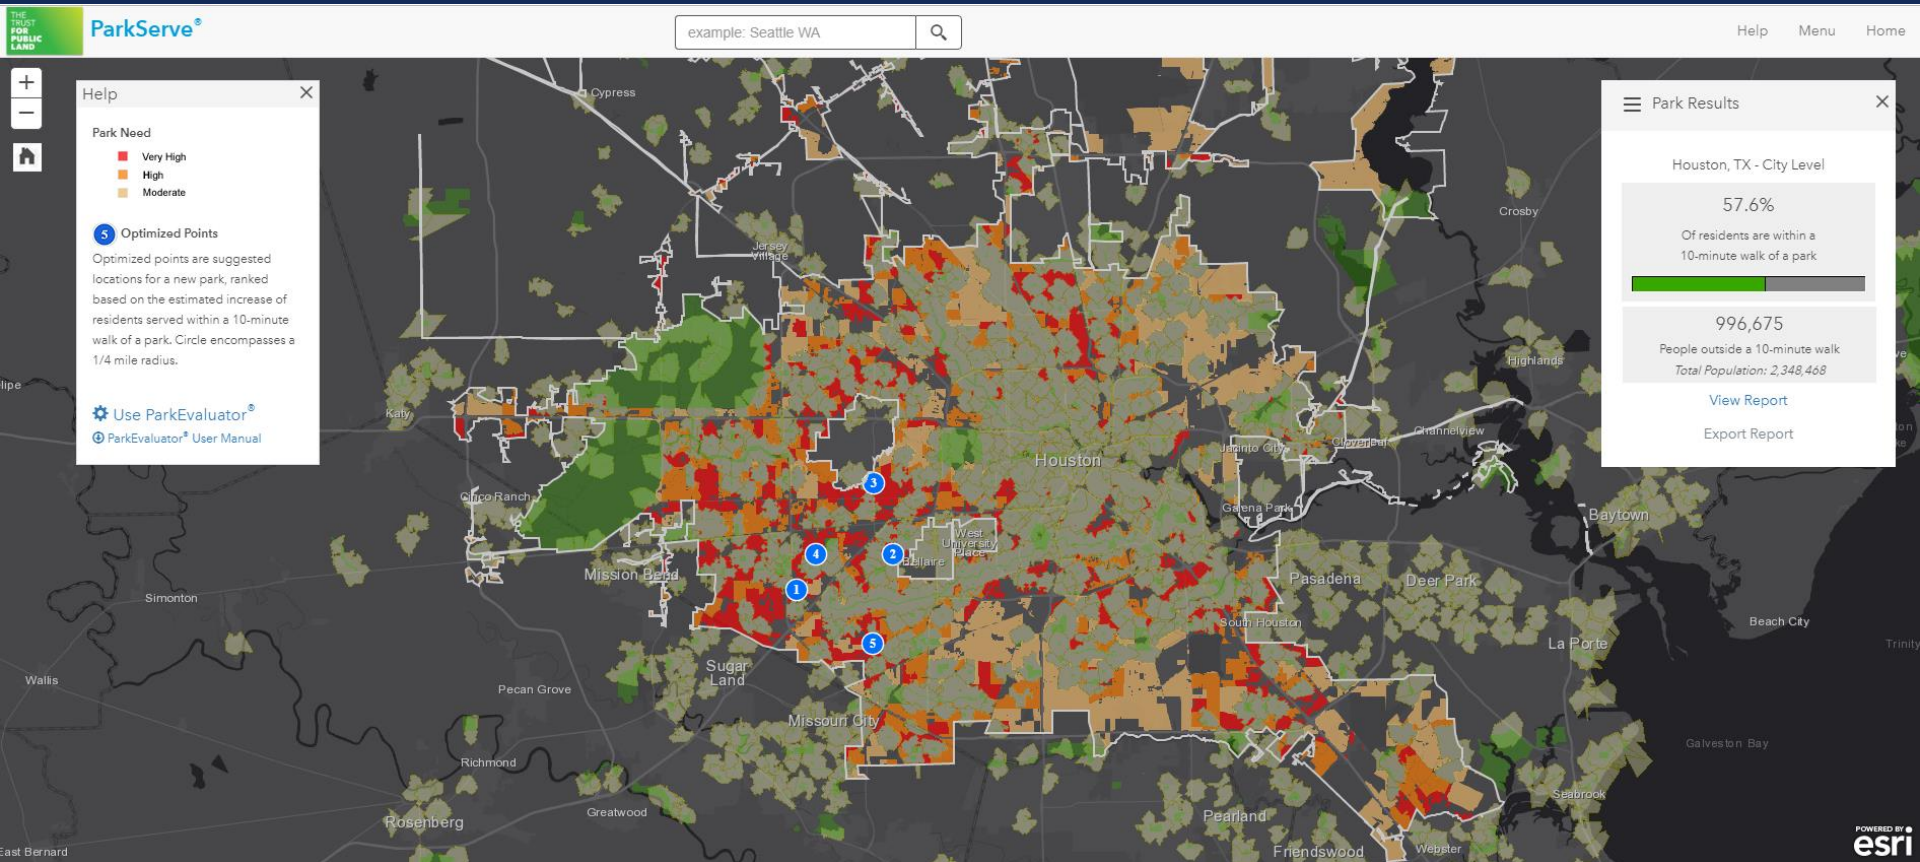 THE
TRUST
FOR
PUBLIC
LAND
ParkServe®
example: Seattle WA
Help
Menu
Home
+
−
Help
Park Need
Very High
High
Moderate
5 Optimized Points
Optimized points are suggested
locations for a new park, ranked
based on the estimated increase of
residents served within a 10-minute
walk of a park. Circle encompasses a
1/4 mile radius.
Use ParkEvaluator®
ParkEvaluator® User Manual
Park Results
Houston, TX - City Level
57.6%
Of residents are within a
10-minute walk of a park
996,675
People outside a 10-minute walk
Total Population: 2,348,468
View Report
Export Report
Cypress
Crosby
Jersey
Village
Highlands
Katy
Channelview
Cloverleaf
Jacinto City
Houston
3
Cinco Ranch
Galena Park
Baytown
West
University
Place
4
2
Bellaire
Mission Bend
Pasadena
Deer Park
1
Simonton
South Houston
Beach City
5
La Porte
Trinity
Sugar
Land
Wallis
Pecan Grove
Missouri City
Galveston Bay
Richmond
Seabrook
Greatwood
Rosenberg
Pearland
Friendswood
Webster
East Bernard
POWERED BY
esri